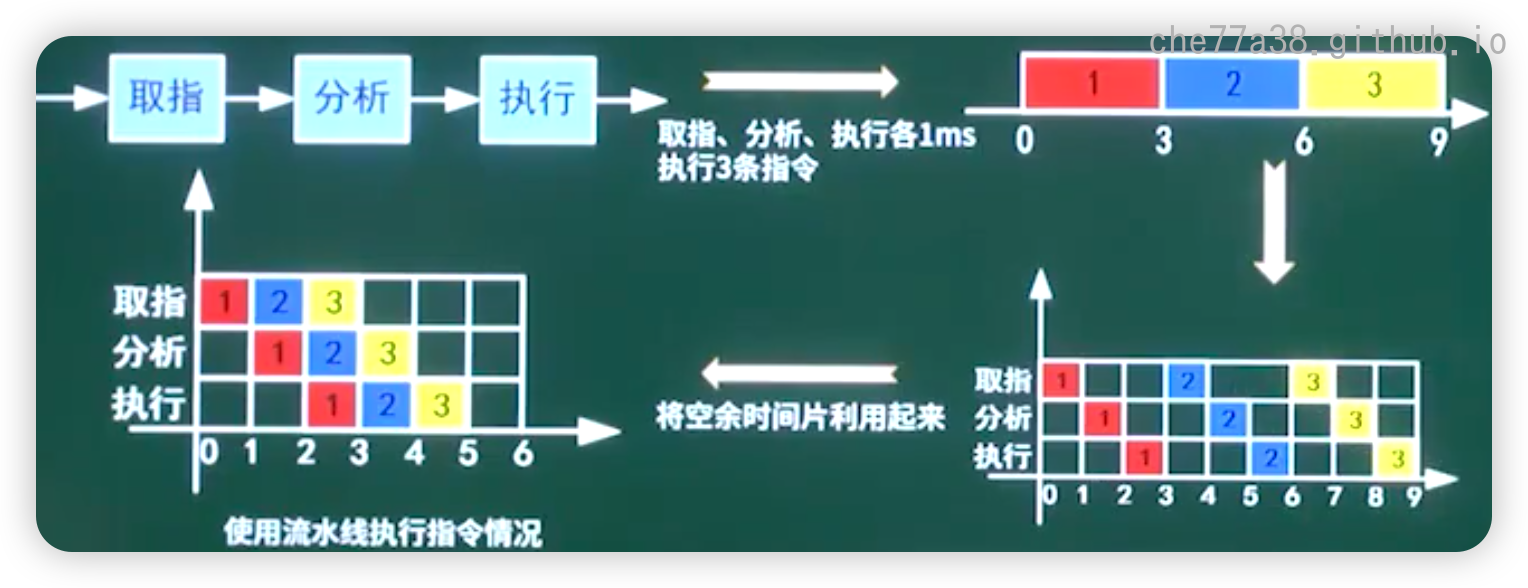 che77a38.github.io
取指 分析 执行
取指、分析、执行各1ms
执行3条指令
1 2 3
0 3 6 9
取指 1 2 3
分析 1 2 3
执行 1 2 3
0 1 2 3 4 5 6 7 8 9
将空余时间片利用起来
取指 1 2 3
分析 1 2 3
执行 1 2 3
0 1 2 3 4 5 6
使用流水线执行指令情况